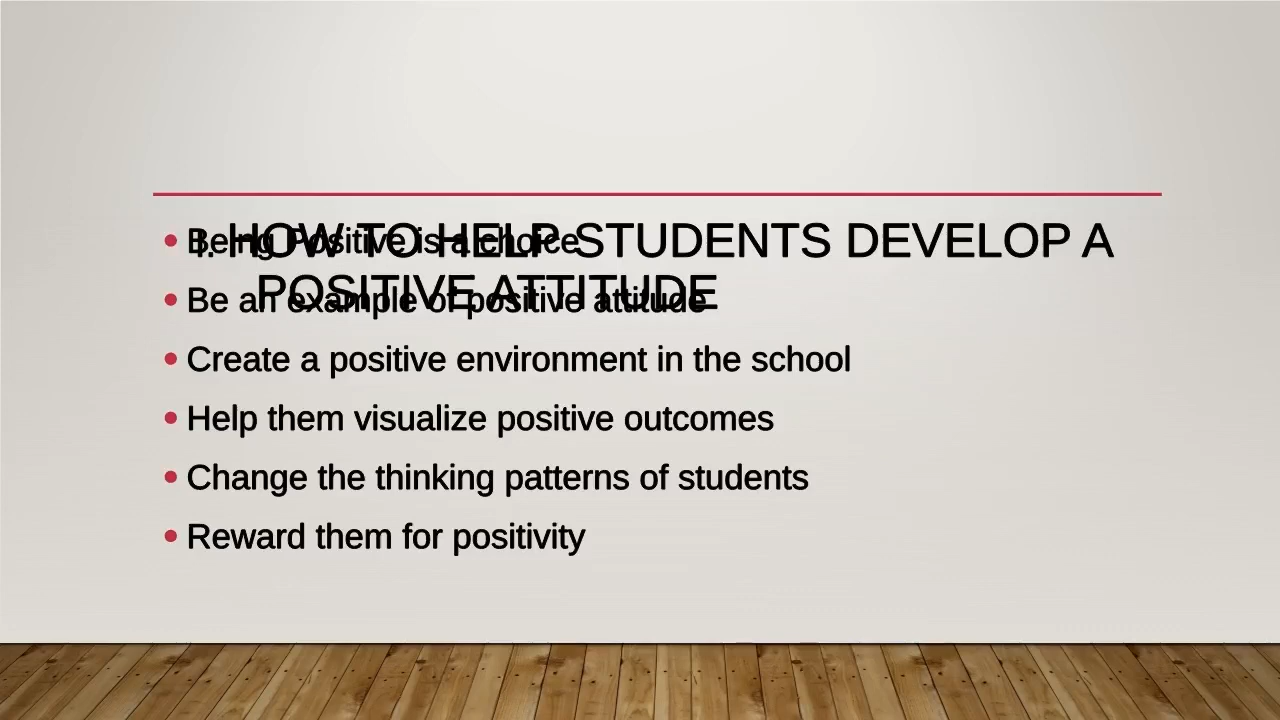 I. HOW TO HELP STUDENTS DEVELOP A
POSITIVE ATTITUDE
• Being Positive is a choice
• Be an example of positive attitude
• Create a positive environment in the school
• Help them visualize positive outcomes
• Change the thinking patterns of students
• Reward them for positivity